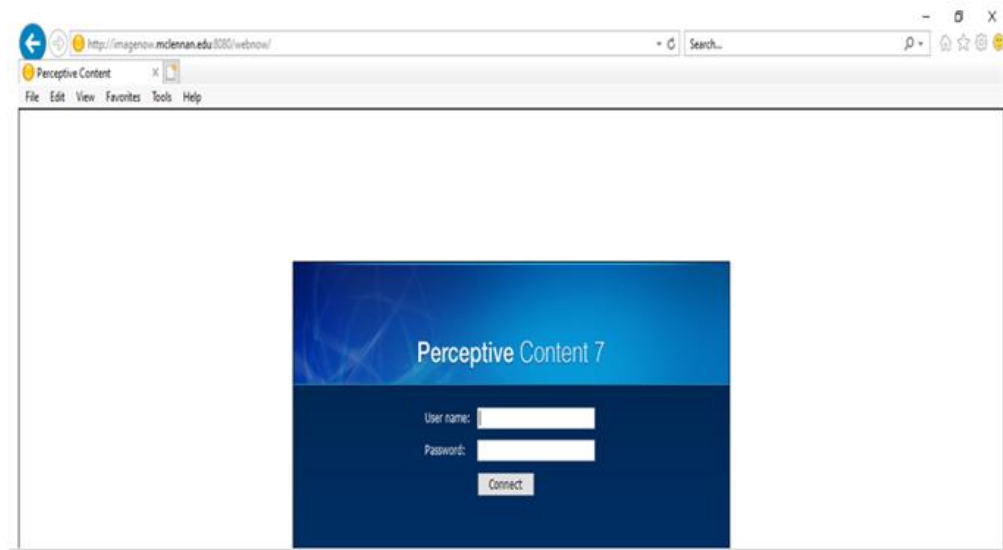 http://imagenow.mclennan.edu:8080/webnow/ Search...
Perceptive Content
File Edit View Favorites Tools Help
Perceptive Content 7
User name:
Password:
Connect